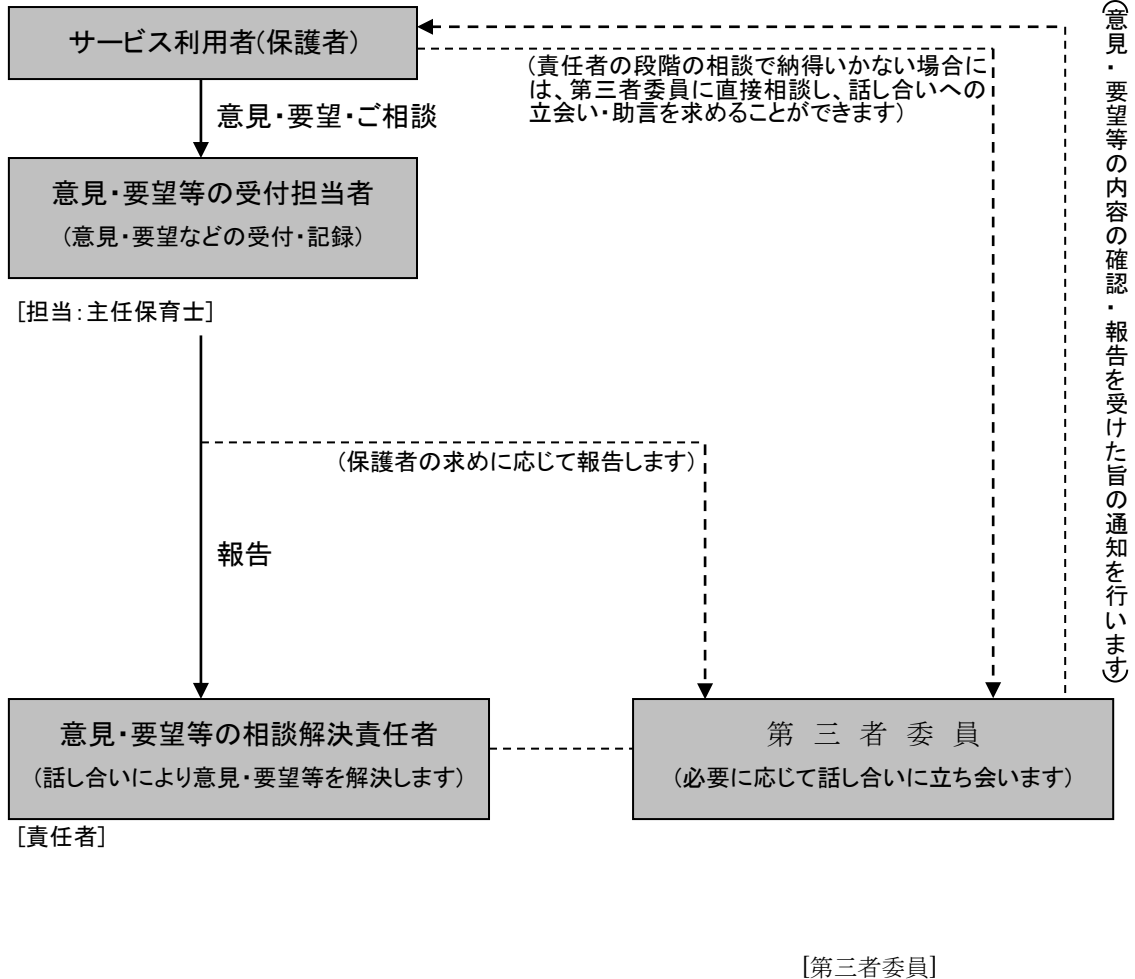 サービス利用者(保護者)
(責任者の段階の相談で納得いかない場合に
は、第三者委員に直接相談し、話し合いへの
立会い・助言を求めることができます)
意見・要望・ご相談
意見・要望等の受付担当者
(意見・要望などの受付・記録)
[担当:主任保育士]
(保護者の求めに応じて報告します)
報告
(意見・要望等の内容の確認・報告を受けた旨の通知を行います)
意見・要望等の相談解決責任者
(話し合いにより意見・要望等を解決します)
[責任者]
第三者委員
(必要に応じて話し合いに立ち会います)
[第三者委員]